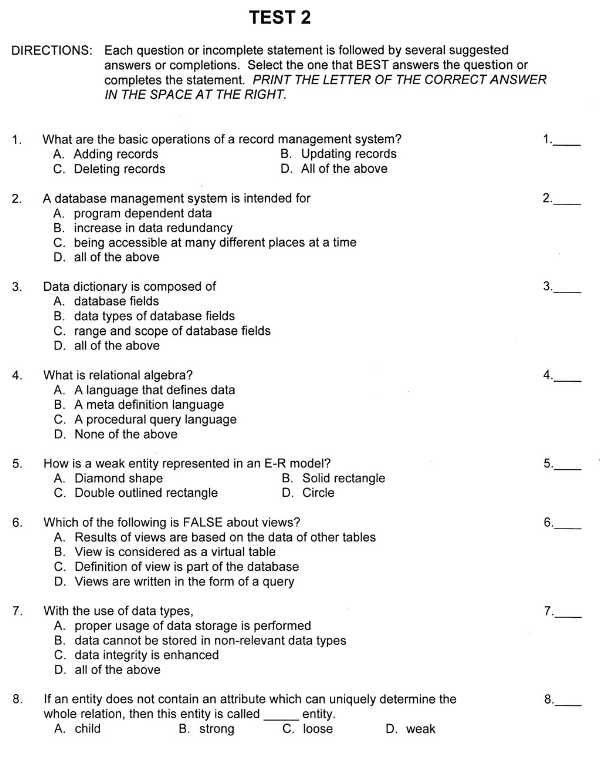 TEST 2
DIRECTIONS: Each question or incomplete statement is followed by several suggested
answers or completions. Select the one that BEST answers the question or
completes the statement. PRINT THE LETTER OF THE CORRECT ANSWER
IN THE SPACE AT THE RIGHT.
1. What are the basic operations of a record management system? 1.____
A. Adding records B. Updating records
C. Deleting records D. All of the above
2. A database management system is intended for 2.____
A. program dependent data
B. increase in data redundancy
C. being accessible at many different places at a time
D. all of the above
3. Data dictionary is composed of 3.____
A. database fields
B. data types of database fields
C. range and scope of database fields
D. all of the above
4. What is relational algebra? 4.____
A. A language that defines data
B. A meta definition language
C. A procedural query language
D. None of the above
5. How is a weak entity represented in an E-R model? 5.____
A. Diamond shape B. Solid rectangle
C. Double outlined rectangle D. Circle
6. Which of the following is FALSE about views? 6.____
A. Results of views are based on the data of other tables
B. View is considered as a virtual table
C. Definition of view is part of the database
D. Views are written in the form of a query
7. With the use of data types, 7.____
A. proper usage of data storage is performed
B. data cannot be stored in non-relevant data types
C. data integrity is enhanced
D. all of the above
8. If an entity does not contain an attribute which can uniquely determine the 8.____
whole relation, then this entity is called _____ entity.
A. child B. strong C. loose D. weak